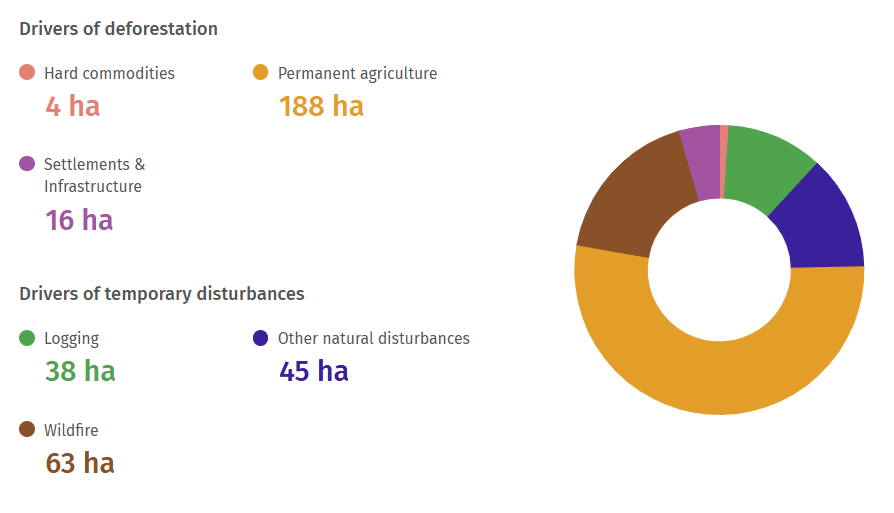 Drivers of deforestation
Hard commodities
4 ha
Permanent agriculture
188 ha
Settlements &
Infrastructure
16 ha
Drivers of temporary disturbances
Logging
38 ha
Other natural disturbances
45 ha
Wildfire
63 ha